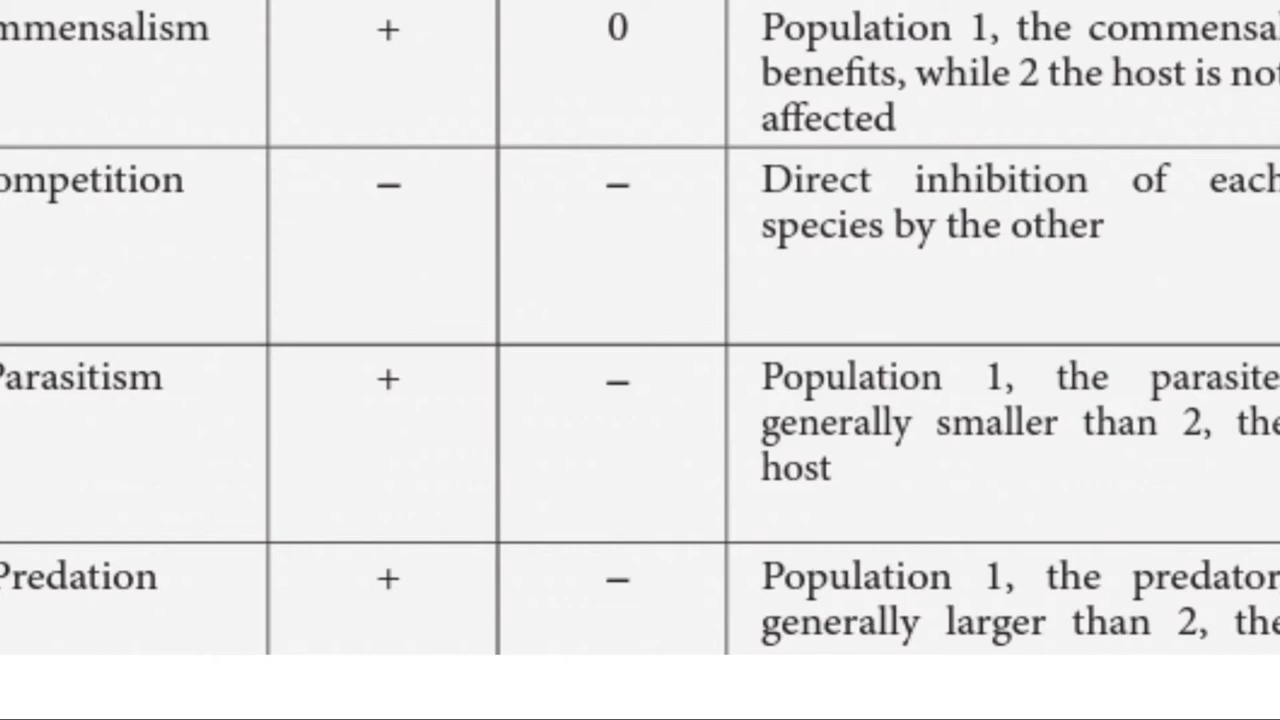 mmensalism + 0 Population 1, the commensal
benefits, while 2 the host is not
affected
ompetition – – Direct inhibition of each
species by the other
Parasitism + – Population 1, the parasite
generally smaller than 2, the
host
Predation + – Population 1, the predator
generally larger than 2, the